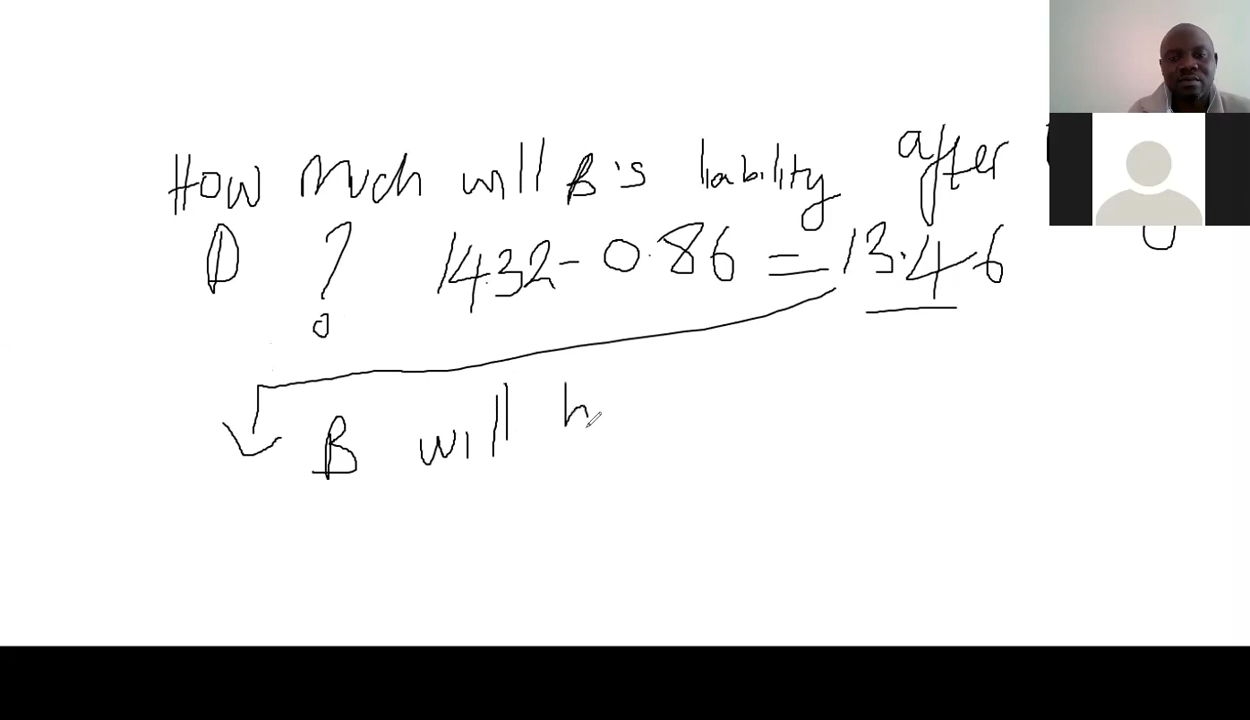 How much will B's liability after
D ? 14.32 - 0.86 = 13.46
B will h